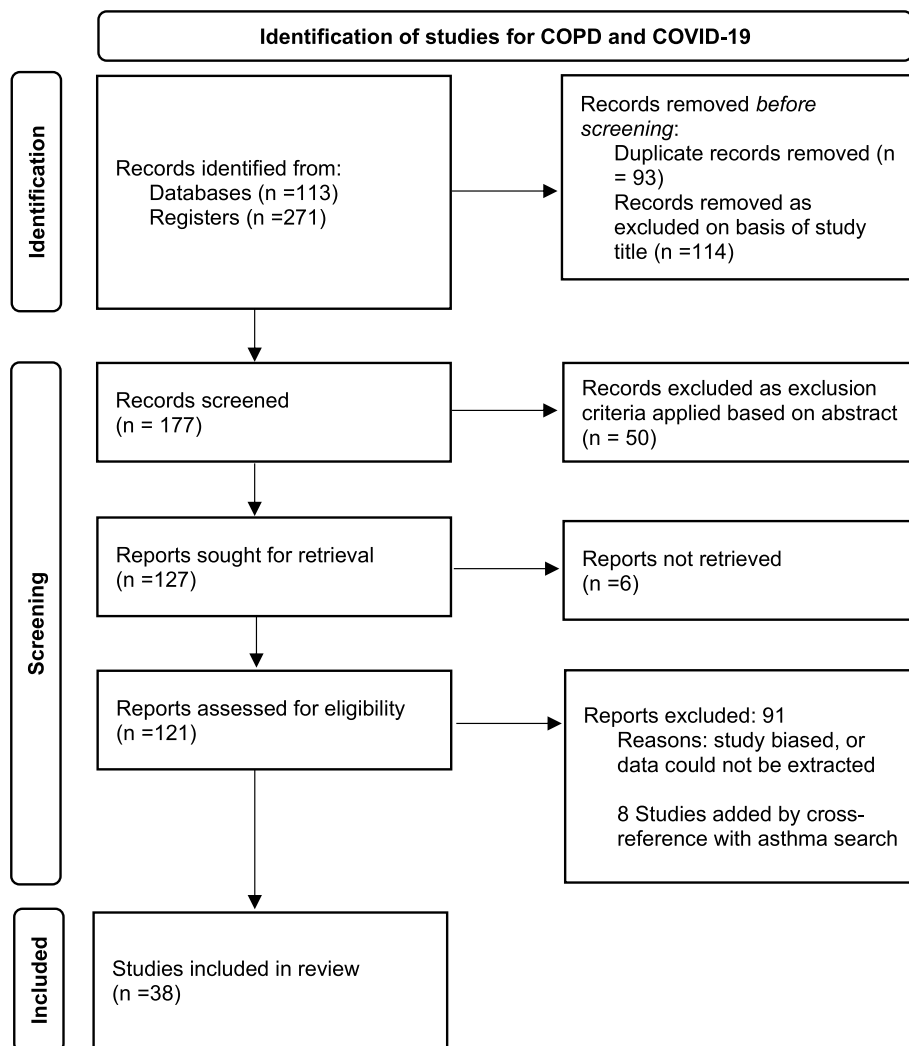 Identification of studies for COPD and COVID-19
Identification
Records identified from:
Databases (n =113)
Registers (n =271)
Records removed before
screening:
Duplicate records removed (n
= 93)
Records removed as
excluded on basis of study
title (n =114)
Screening
Records screened
(n = 177)
Records excluded as exclusion
criteria applied based on abstract
(n = 50)
Reports sought for retrieval
(n =127)
Reports not retrieved
(n =6)
Reports assessed for eligibility
(n =121)
Reports excluded: 91
Reasons: study biased, or
data could not be extracted
8 Studies added by cross-
reference with asthma search
Included
Studies included in review
(n =38)